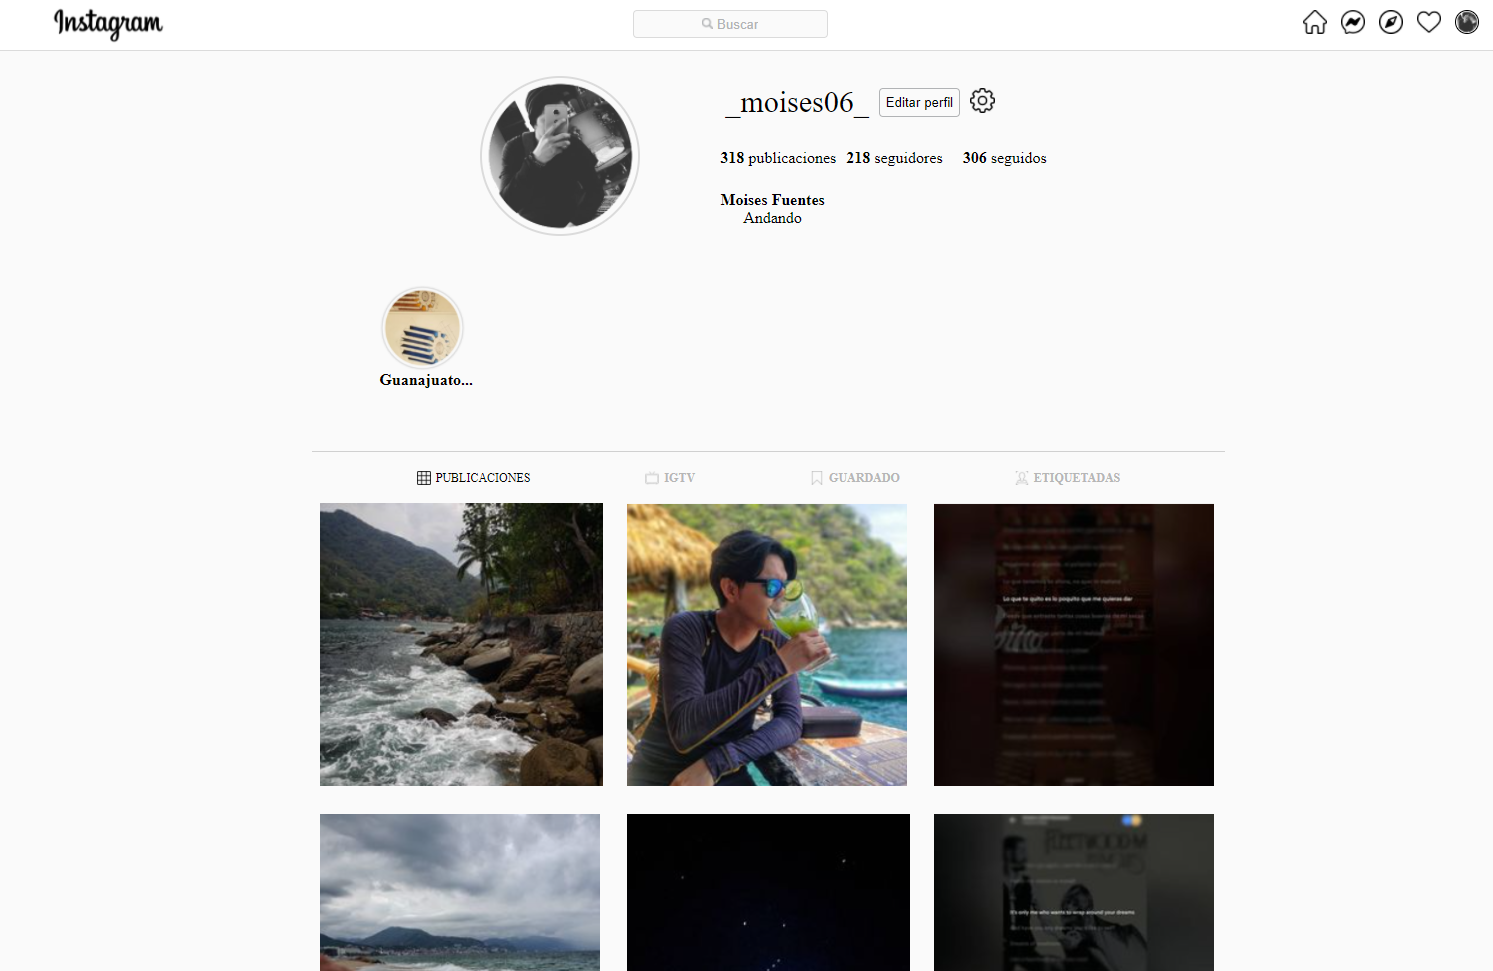 Instagram
Buscar
_moises06_
Editar perfil
318 publicaciones 218 seguidores 306 seguidos
Moises Fuentes
Andando
Guanajuato...
PUBLICACIONES
IGTV
GUARDADO
ETIQUETADAS
Lo que te quito es lo poquito que me quieras dar
It's only me who wants to wrap around your dreams